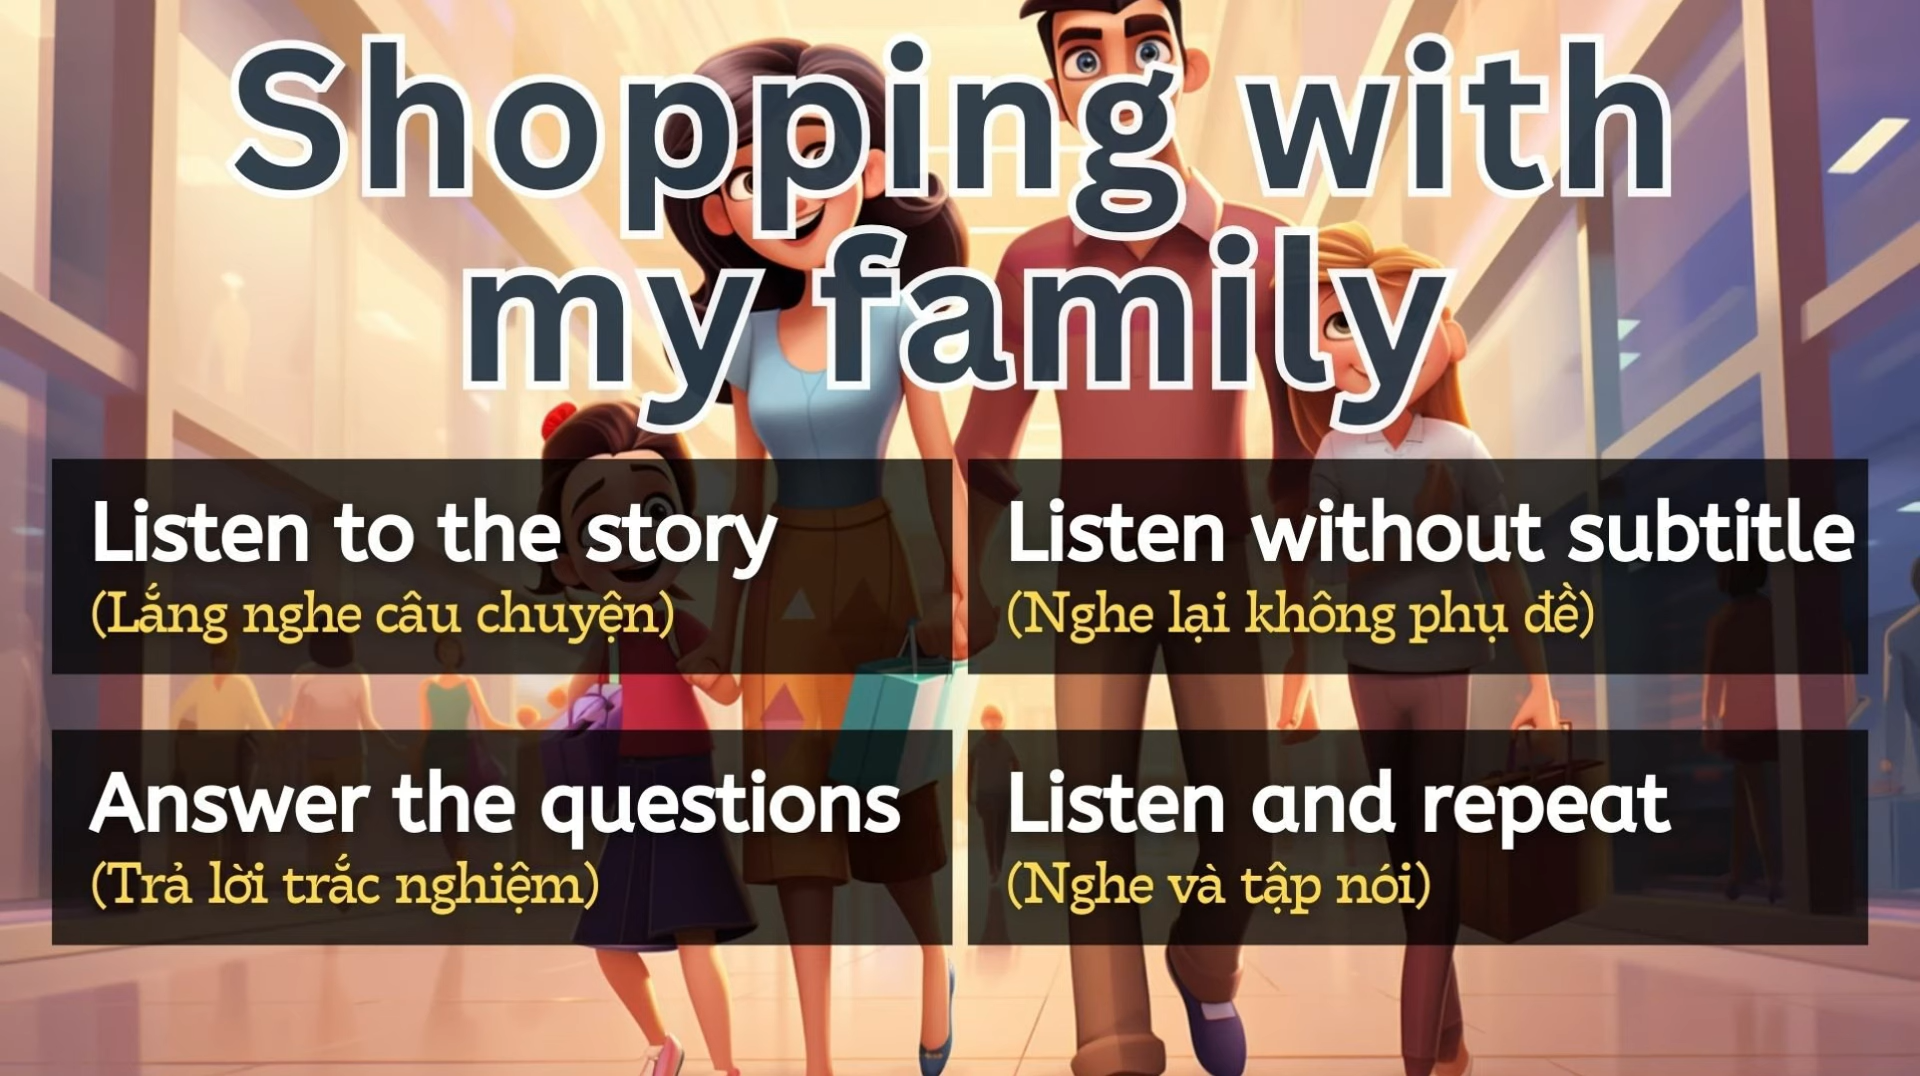 Shopping with
my family
Listen to the story
(Lắng nghe câu chuyện)
Listen without subtitle
(Nghe lại không phụ đề)
Answer the questions
(Trả lời trắc nghiệm)
Listen and repeat
(Nghe và tập nói)